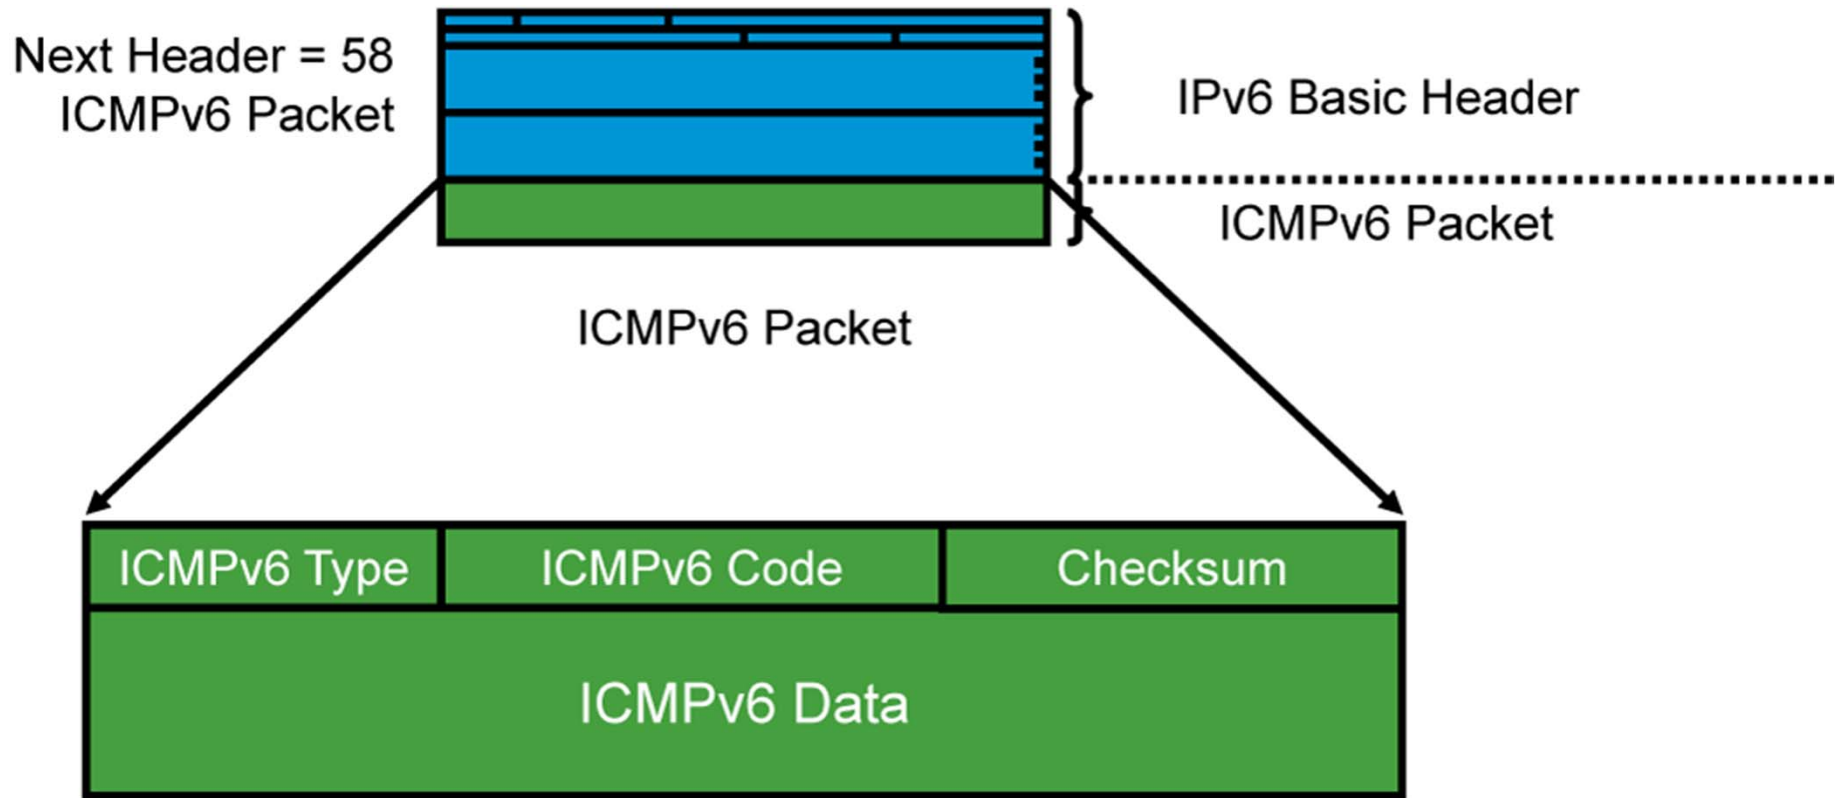 Next Header = 58
ICMPv6 Packet
IPv6 Basic Header
ICMPv6 Packet
ICMPv6 Packet
ICMPv6 Type
ICMPv6 Code
Checksum
ICMPv6 Data